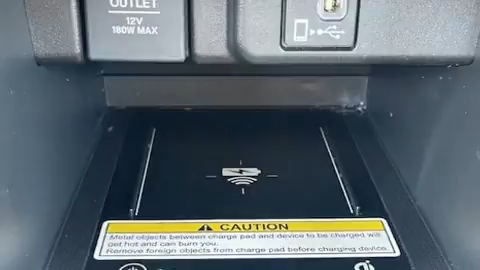 OUTLET
12V
180W MAX
CAUTION
Metal objects between charge pad and device to be charged will
get hot and can burn you.
Remove foreign objects from charge pad before charging device.